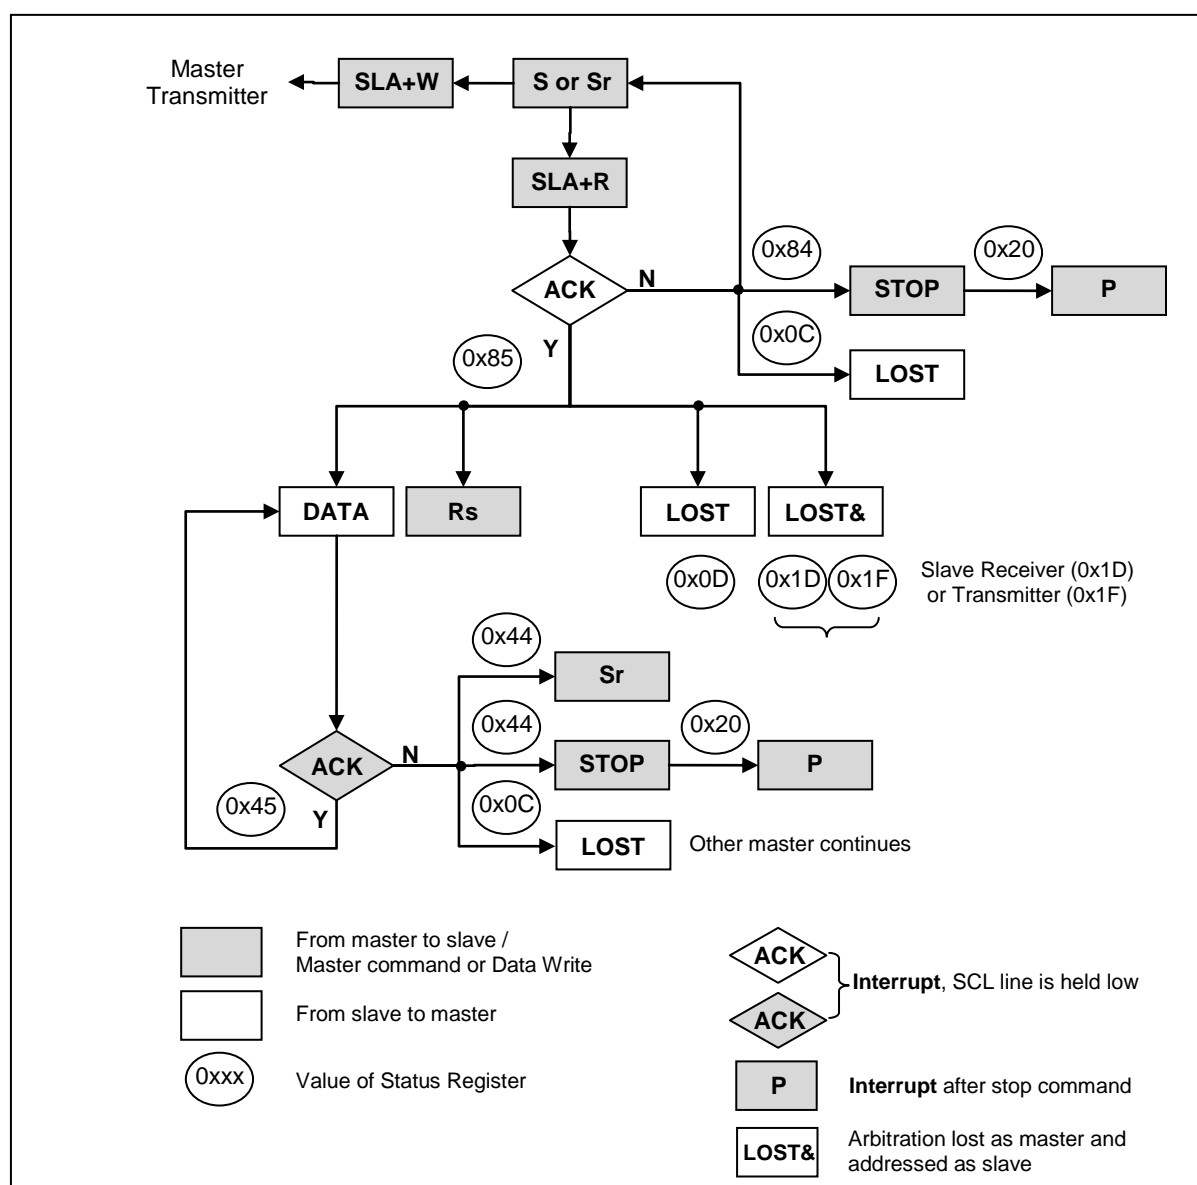 Master
Transmitter
SLA+W
S or Sr
SLA+R
ACK
N
0x84
STOP
0x20
P
0x0C
LOST
Y
0x85
DATA
Rs
LOST
LOST&
0x0D
0x1D
0x1F
Slave Receiver (0x1D)
or Transmitter (0x1F)
0x44
Sr
ACK
N
0x44
STOP
0x20
P
0x45
Y
0x0C
LOST
Other master continues
From master to slave /
Master command or Data Write
From slave to master
0xxx
Value of Status Register
ACK
ACK
Interrupt, SCL line is held low
P
Interrupt after stop command
LOST&
Arbitration lost as master and
addressed as slave